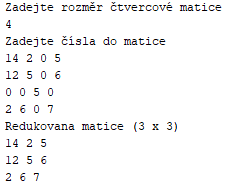 Zadejte rozměr čtvercové matice
4
Zadejte čísla do matice
14 2 0 5
12 5 0 6
0 0 5 0
2 6 0 7
Redukovana matice (3 x 3)
14 2 5
12 5 6
2 6 7